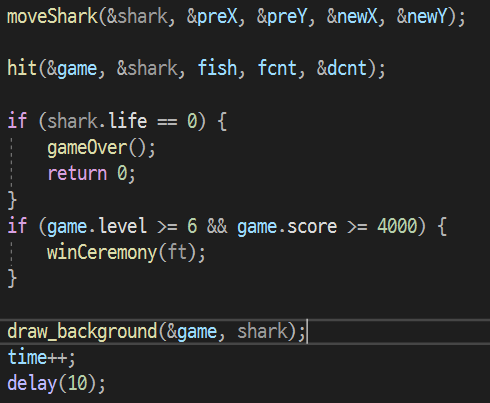 moveShark(&shark, &preX, &preY, &newX, &newY);
hit(&game, &shark, fish, fcnt, &dcnt);
if (shark.life == 0) {
gameOver();
return 0;
}
if (game.level >= 6 && game.score >= 4000) {
winCeremony(ft);
}
draw_background(&game, shark);
time++;
delay(10);